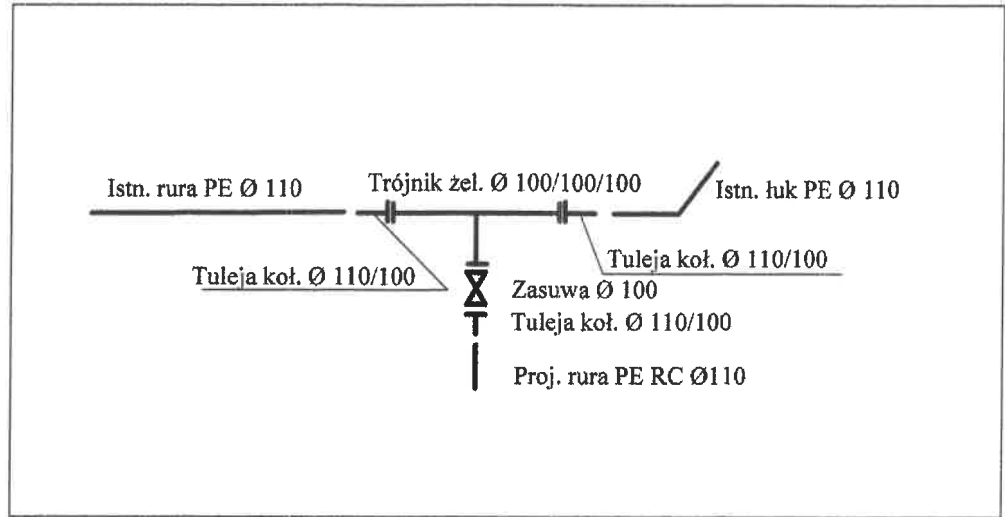 Istn. rura PE Ø 110
Trójnik żel. Ø 100/100/100
Istn. łuk PE Ø 110
Tuleja koł. Ø 110/100
Tuleja koł. Ø 110/100
Zasuwa Ø 100
Tuleja koł. Ø 110/100
Proj. rura PE RC Ø110